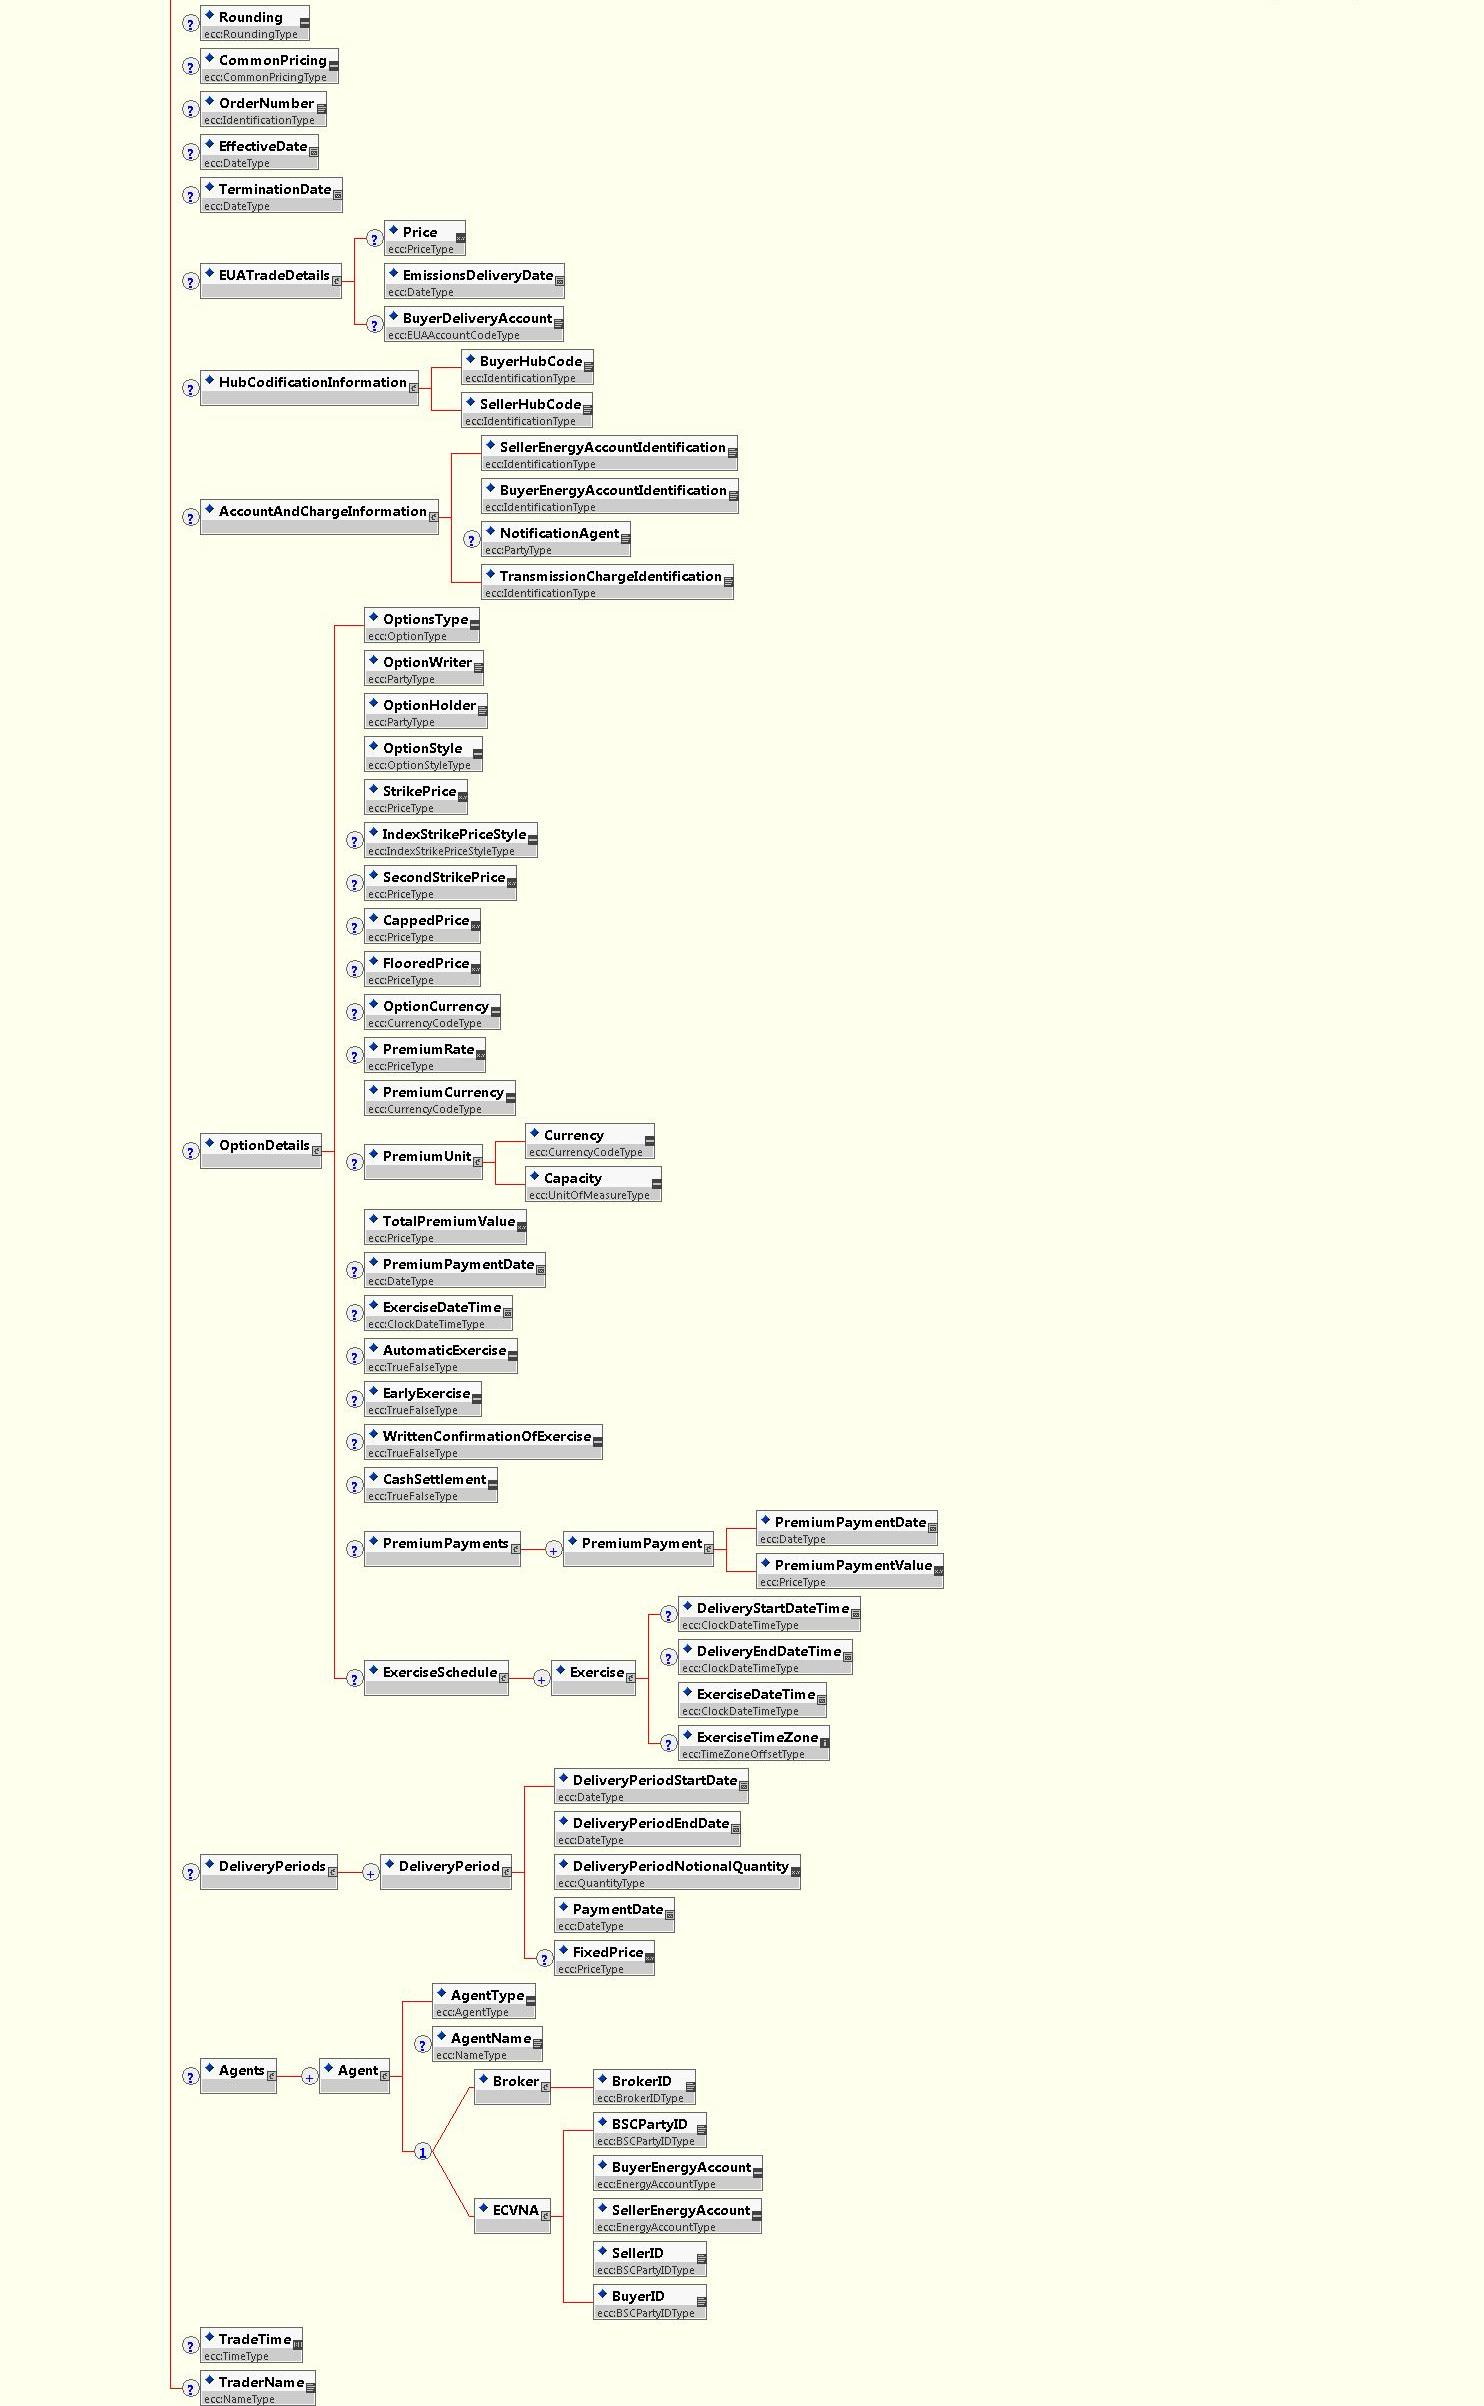 Rounding
ecc:RoundingType
CommonPricing
ecc:CommonPricingType
OrderNumber
ecc:IdentificationType
EffectiveDate
ecc:DateType
TerminationDate
ecc:DateType
EUATradeDetails
Price
ecc:PriceType
EmissionsDeliveryDate
ecc:DateType
BuyerDeliveryAccount
ecc:EUAAccountCodeType
HubCodificationInformation
BuyerHubCode
ecc:IdentificationType
SellerHubCode
ecc:IdentificationType
AccountAndChargeInformation
SellerEnergyAccountIdentification
ecc:IdentificationType
BuyerEnergyAccountIdentification
ecc:IdentificationType
NotificationAgent
ecc:PartyType
TransmissionChargeIdentification
ecc:IdentificationType
OptionDetails
OptionsType
ecc:OptionType
OptionWriter
ecc:PartyType
OptionHolder
ecc:PartyType
OptionStyle
ecc:OptionStyleType
StrikePrice
ecc:PriceType
IndexStrikePriceStyle
ecc:IndexStrikePriceStyleType
SecondStrikePrice
ecc:PriceType
CappedPrice
ecc:PriceType
FlooredPrice
ecc:PriceType
OptionCurrency
ecc:CurrencyCodeType
PremiumRate
ecc:PriceType
PremiumCurrency
ecc:CurrencyCodeType
PremiumUnit
Currency
ecc:CurrencyCodeType
Capacity
ecc:UnitOfMeasureType
TotalPremiumValue
ecc:PriceType
PremiumPaymentDate
ecc:DateType
ExerciseDateTime
ecc:ClockDateTimeType
AutomaticExercise
ecc:TrueFalseType
EarlyExercise
ecc:TrueFalseType
WrittenConfirmationOfExercise
ecc:TrueFalseType
CashSettlement
ecc:TrueFalseType
PremiumPayments
PremiumPayment
PremiumPaymentDate
ecc:DateType
PremiumPaymentValue
ecc:PriceType
ExerciseSchedule
Exercise
DeliveryStartDateTime
ecc:ClockDateTimeType
DeliveryEndDateTime
ecc:ClockDateTimeType
ExerciseDateTime
ecc:ClockDateTimeType
ExerciseTimeZone
ecc:TimeZoneOffsetType
DeliveryPeriods
DeliveryPeriod
DeliveryPeriodStartDate
ecc:DateType
DeliveryPeriodEndDate
ecc:DateType
DeliveryPeriodNotionalQuantity
ecc:QuantityType
PaymentDate
ecc:DateType
FixedPrice
ecc:PriceType
Agents
Agent
AgentType
ecc:AgentType
AgentName
ecc:NameType
1
Broker
BrokerID
ecc:BrokerIDType
ECVNA
BSCPartyID
ecc:BSCPartyIDType
BuyerEnergyAccount
ecc:EnergyAccountType
SellerEnergyAccount
ecc:EnergyAccountType
SellerID
ecc:BSCPartyIDType
BuyerID
ecc:BSCPartyIDType
TradeTime
ecc:TimeType
TraderName
ecc:NameType